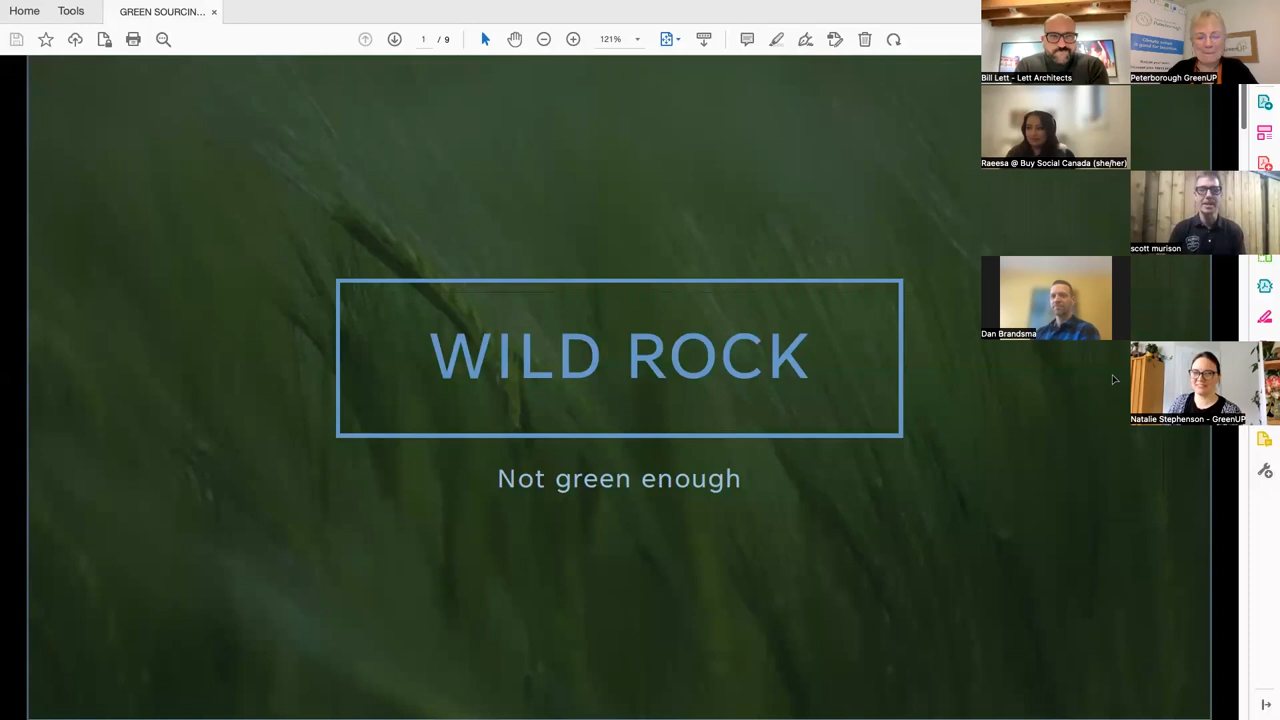 Home
Tools
GREEN SOURCIN...
1 / 9
121%
WILD ROCK
Not green enough
Bill Lett - Lett Architects
Peterborough GreenUP
Raeesa @ Buy Social Canada (she/her)
scott murison
Dan Brandsma
Natalie Stephenson - GreenUP